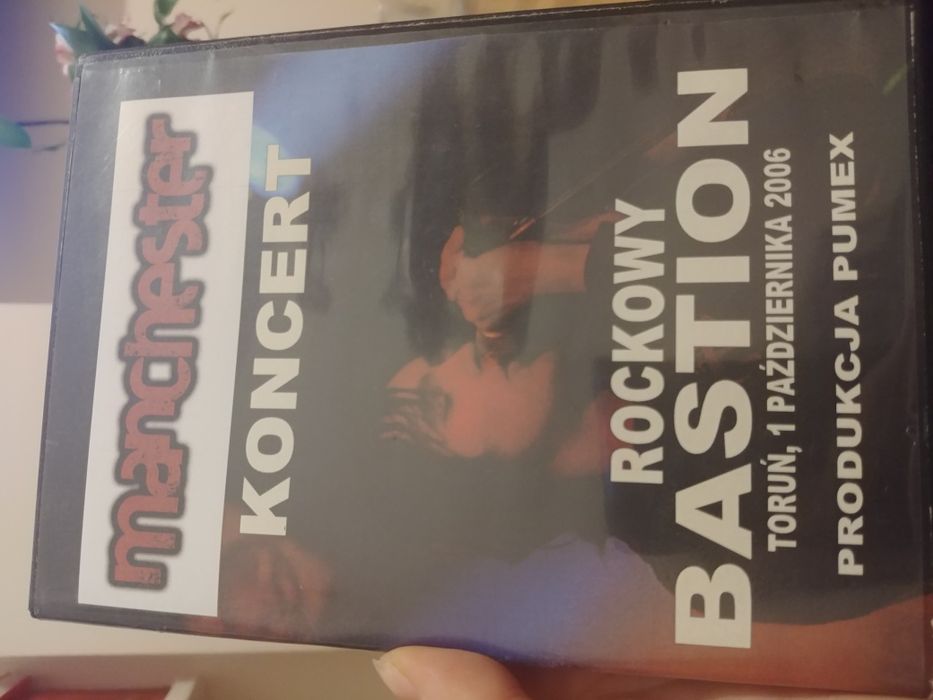 manchester
KONCERT
ROCKOWY
BASTION
TORUŃ, 1 PAŹDZIERNIKA 2006
PRODUKCJA PUMEX